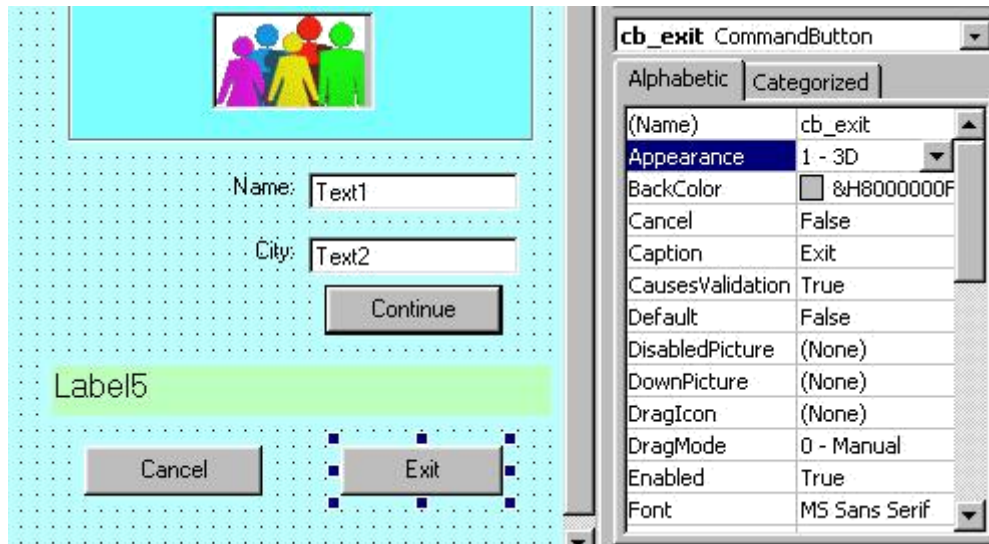 Name: Text1
City: Text2
Continue
Label5
Cancel Exit
cb_exit CommandButton
Alphabetic Categorized
(Name) cb_exit
Appearance 1 - 3D
BackColor &H8000000F
Cancel False
Caption Exit
CausesValidation True
Default False
DisabledPicture (None)
DownPicture (None)
DragIcon (None)
DragMode 0 - Manual
Enabled True
Font MS Sans Serif